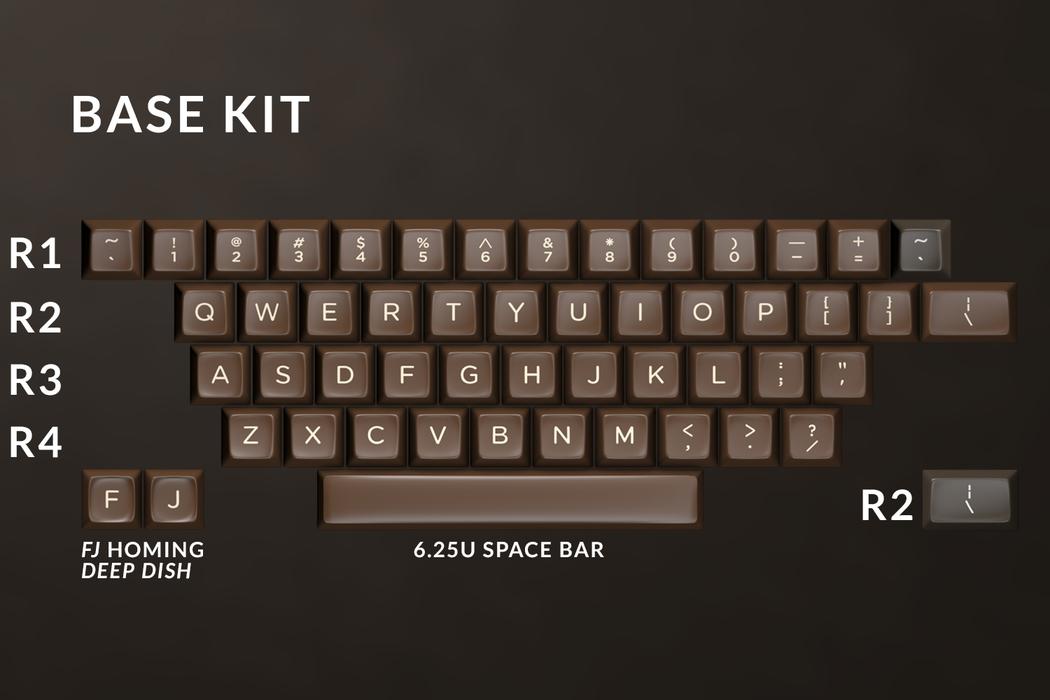 BASE KIT
R1 ~ ! @ # $ % ^ & * ( ) — + ~
` 1 2 3 4 5 6 7 8 9 0 - = `
R2 Q W E R T Y U I O P { } ¦
[ ] \
R3 A S D F G H J K L : "
; '
R4 Z X C V B N M < > ?
, . /
F J R2 ¦
\
FJ HOMING 6.25U SPACE BAR
DEEP DISH